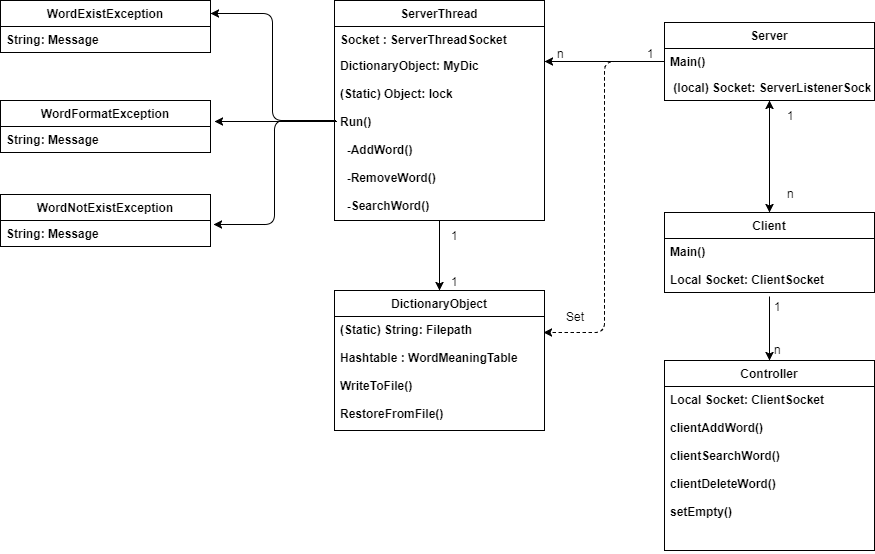 WordExistException
String: Message
WordFormatException
String: Message
WordNotExistException
String: Message
ServerThread
Socket : ServerThreadSocket
DictionaryObject: MyDic
(Static) Object: lock
Run()
-AddWord()
-RemoveWord()
-SearchWord()
1
1
DictionaryObject
(Static) String: Filepath
Hashtable : WordMeaningTable
WriteToFile()
RestoreFromFile()
n
1
Set
Server
Main()
(local) Socket: ServerListenerSock
1
n
Client
Main()
Local Socket: ClientSocket
1
n
Controller
Local Socket: ClientSocket
clientAddWord()
clientSearchWord()
clientDeleteWord()
setEmpty()